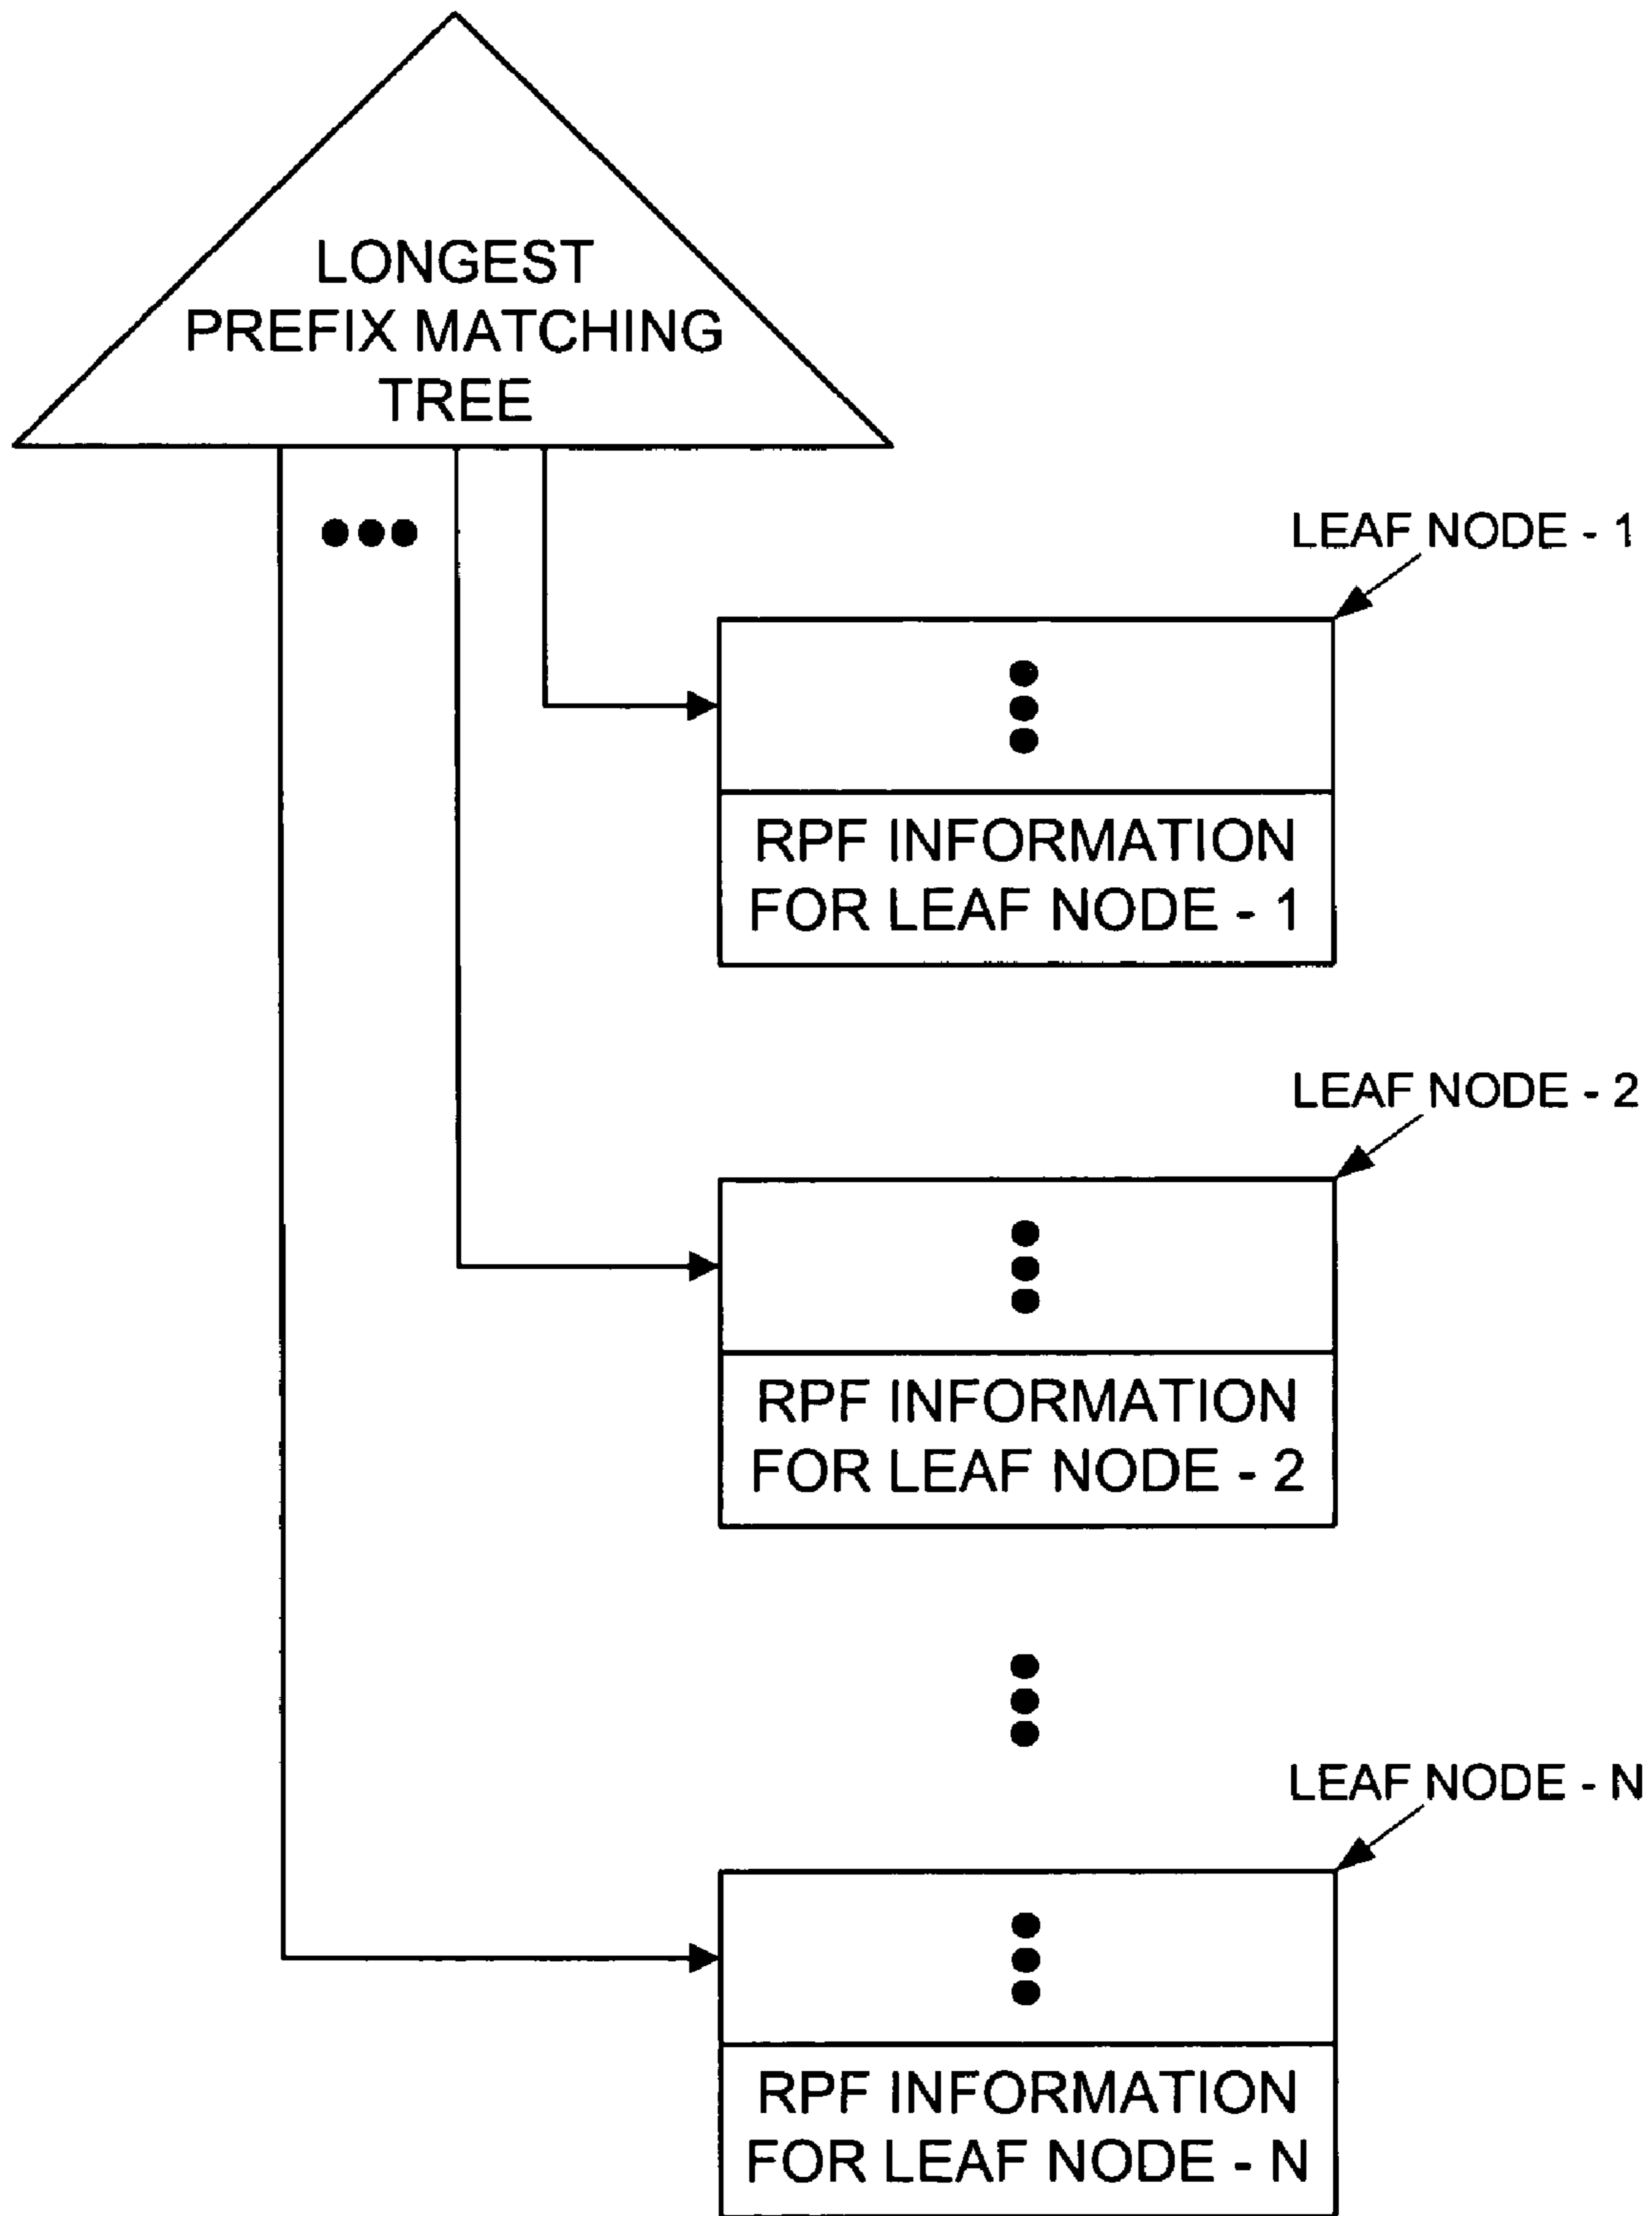 LONGEST
PREFIX MATCHING
TREE
LEAF NODE - 1
RPF INFORMATION
FOR LEAF NODE - 1
LEAF NODE - 2
RPF INFORMATION
FOR LEAF NODE - 2
LEAF NODE - N
RPF INFORMATION
FOR LEAF NODE - N